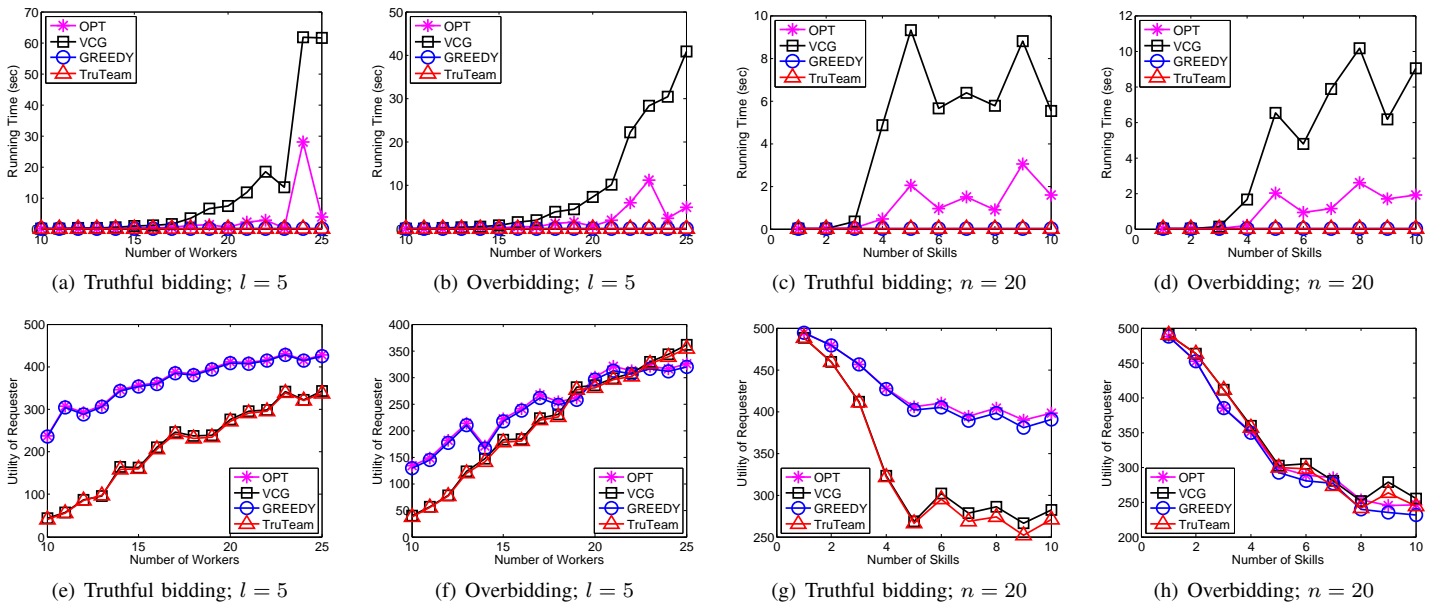 Running Time (sec)
70
60
50
40
30
20
10
0
OPT
VCG
GREEDY
TruTeam
10 15 20 25
Number of Workers
(a) Truthful bidding; l = 5
Running Time (sec)
50
40
30
20
10
0
OPT
VCG
GREEDY
TruTeam
10 15 20 25
Number of Workers
(b) Overbidding; l = 5
Running Time (sec)
10
8
6
4
2
0
OPT
VCG
GREEDY
TruTeam
0 2 4 6 8 10
Number of Skills
(c) Truthful bidding; n = 20
Running Time (sec)
12
10
8
6
4
2
0
OPT
VCG
GREEDY
TruTeam
0 2 4 6 8 10
Number of Skills
(d) Overbidding; n = 20
Utility of Requester
500
400
300
200
100
0
OPT
VCG
GREEDY
TruTeam
10 15 20 25
Number of Workers
(e) Truthful bidding; l = 5
Utility of Requester
400
350
300
250
200
150
100
50
0
OPT
VCG
GREEDY
TruTeam
10 15 20 25
Number of Workers
(f) Overbidding; l = 5
Utility of Requester
500
450
400
350
300
250
OPT
VCG
GREEDY
TruTeam
0 2 4 6 8 10
Number of Skills
(g) Truthful bidding; n = 20
Utility of Requester
500
450
400
350
300
250
200
OPT
VCG
GREEDY
TruTeam
0 2 4 6 8 10
Number of Skills
(h) Overbidding; n = 20